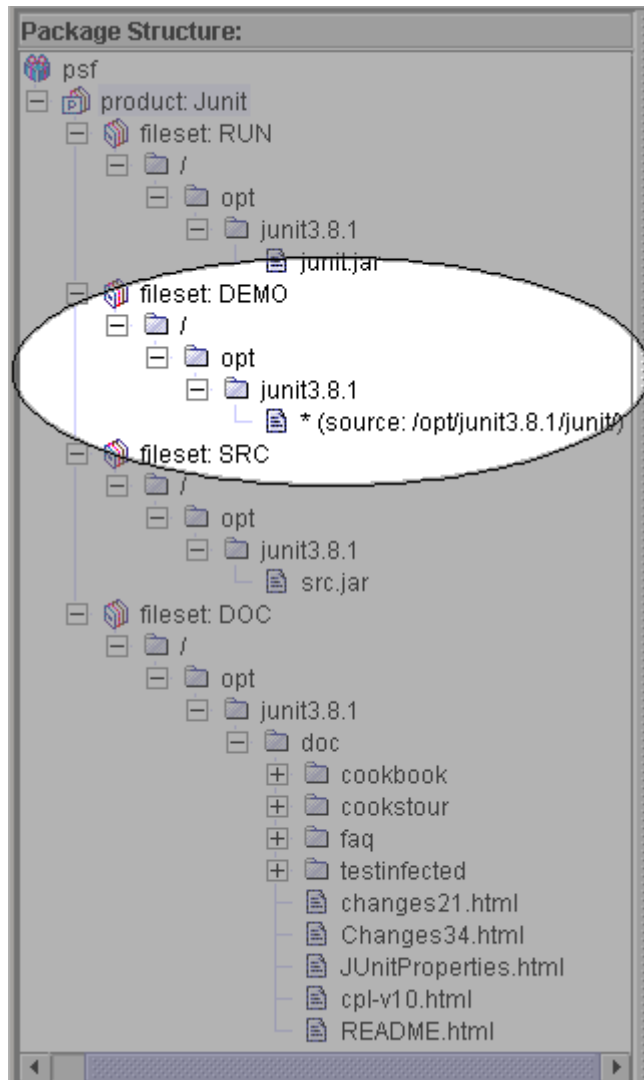 Package Structure:
psf
product: Junit
fileset: RUN
/
opt
junit3.8.1
junit.jar
fileset: DEMO
/
opt
junit3.8.1
* (source: /opt/junit3.8.1/junit/)
fileset: SRC
/
opt
junit3.8.1
src.jar
fileset: DOC
/
opt
junit3.8.1
doc
cookbook
cookstour
faq
testinfected
changes21.html
Changes34.html
JUnitProperties.html
cpl-v10.html
README.html